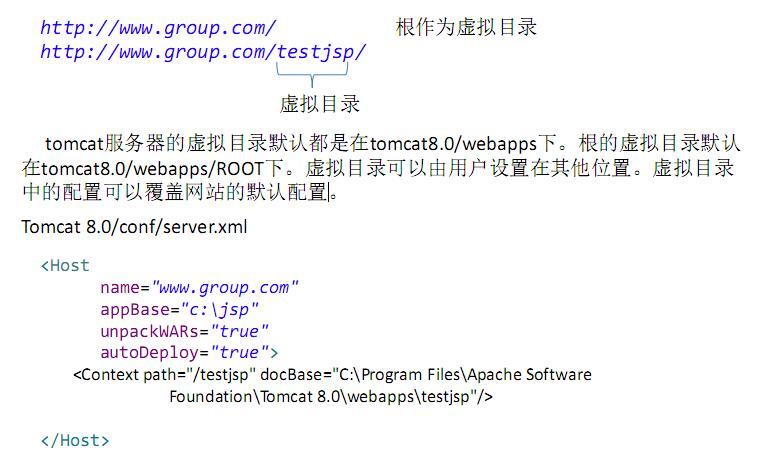 http://www.group.com/ 根作为虚拟目录
http://www.group.com/testjsp/
虚拟目录
tomcat服务器的虚拟目录默认都是在tomcat8.0/webapps下。根的虚拟目录默认
在tomcat8.0/webapps/ROOT下。虚拟目录可以由用户设置在其他位置。虚拟目录
中的配置可以覆盖网站的默认配置。
Tomcat 8.0/conf/server.xml
<Host
name="www.group.com"
appBase="c:\jsp"
unpackWARs="true"
autoDeploy="true">
<Context path="/testjsp" docBase="C:\Program Files\Apache Software
Foundation\Tomcat 8.0\webapps\testjsp"/>
</Host>